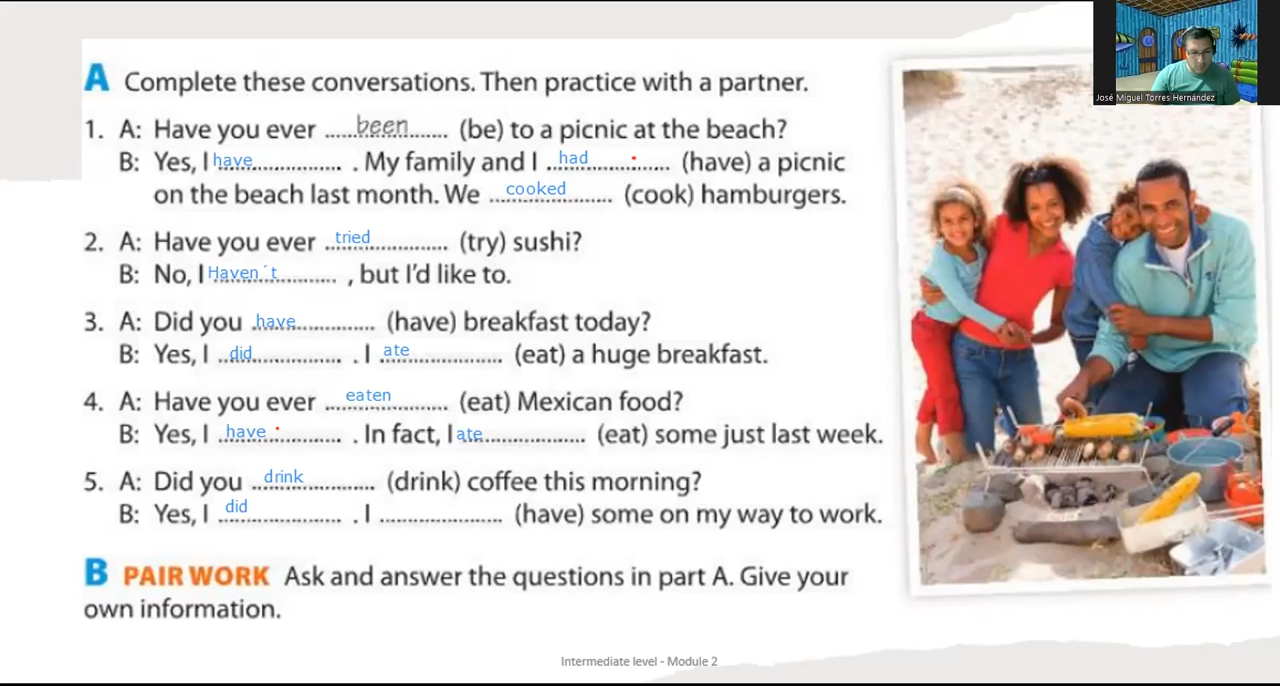 José Miguel Torres Hernández
A Complete these conversations. Then practice with a partner.
1. A: Have you ever ....been.... (be) to a picnic at the beach?
B: Yes, I have............ . My family and I ..had............ (have) a picnic
on the beach last month. We ..cooked...... (cook) hamburgers.
2. A: Have you ever tried............ (try) sushi?
B: No, I Haven´t.......... , but I'd like to.
3. A: Did you have............ (have) breakfast today?
B: Yes, I did............ . I ate............ (eat) a huge breakfast.
4. A: Have you ever ..eaten........ (eat) Mexican food?
B: Yes, I have............ . In fact, I ate............ (eat) some just last week.
5. A: Did you drink............ (drink) coffee this morning?
B: Yes, I did............ . I .................... (have) some on my way to work.
B PAIR WORK Ask and answer the questions in part A. Give your
own information.
Intermediate level - Module 2